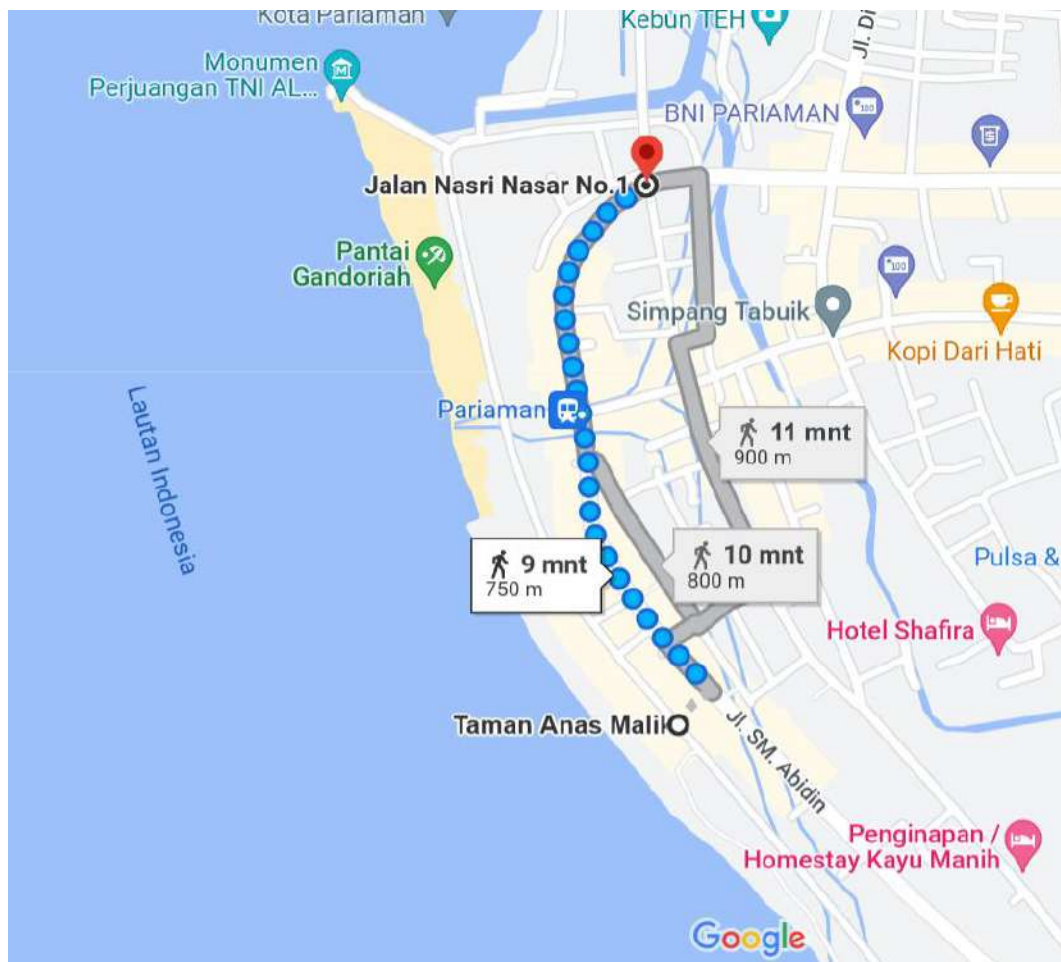 Kota Pariaman
Kebun TEH
Jl. Di
Monumen
Perjuangan TNI AL...
BNI PARIAMAN
Jalan Nasri Nasar No.1
Pantai
Gandoriah
Simpang Tabuik
Kopi Dari Hati
Lautan Indonesia
Pariaman
11 mnt
900 m
9 mnt
750 m
10 mnt
800 m
Pulsa &
Hotel Shafira
Taman Anas Malik
Jl. SM. Abidin
Penginapan /
Homestay Kayu Manih
Google